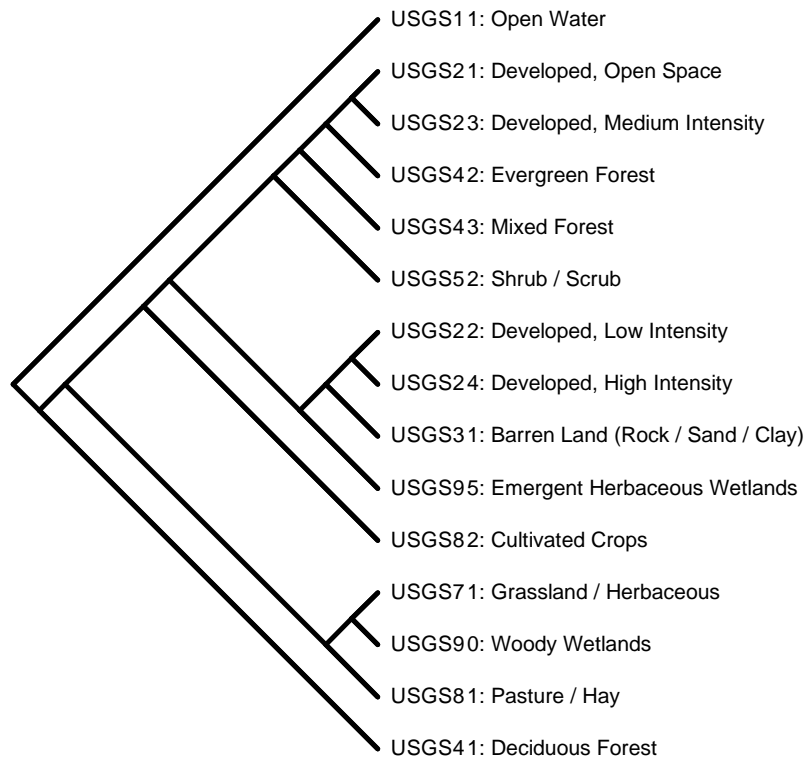 USGS11: Open Water
USGS21: Developed, Open Space
USGS23: Developed, Medium Intensity
USGS42: Evergreen Forest
USGS43: Mixed Forest
USGS52: Shrub / Scrub
USGS22: Developed, Low Intensity
USGS24: Developed, High Intensity
USGS31: Barren Land (Rock / Sand / Clay)
USGS95: Emergent Herbaceous Wetlands
USGS82: Cultivated Crops
USGS71: Grassland / Herbaceous
USGS90: Woody Wetlands
USGS81: Pasture / Hay
USGS41: Deciduous Forest